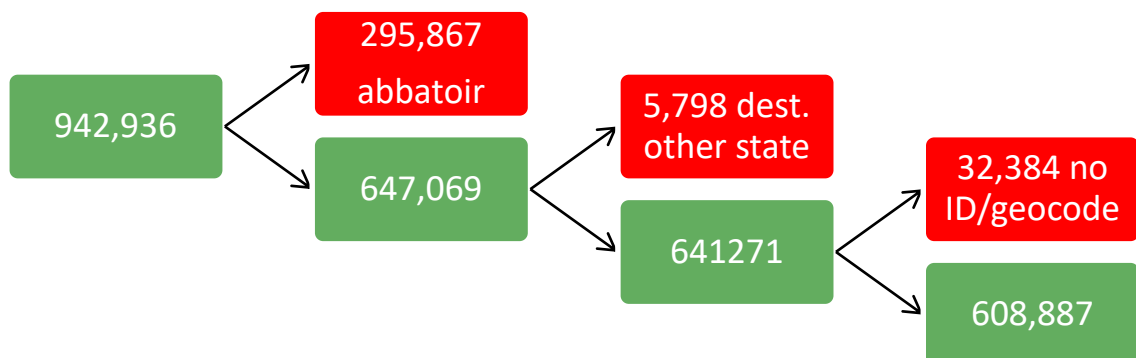 942,936
295,867
abbatoir
647,069
5,798 dest.
other state
641271
32,384 no
ID/geocode
608,887